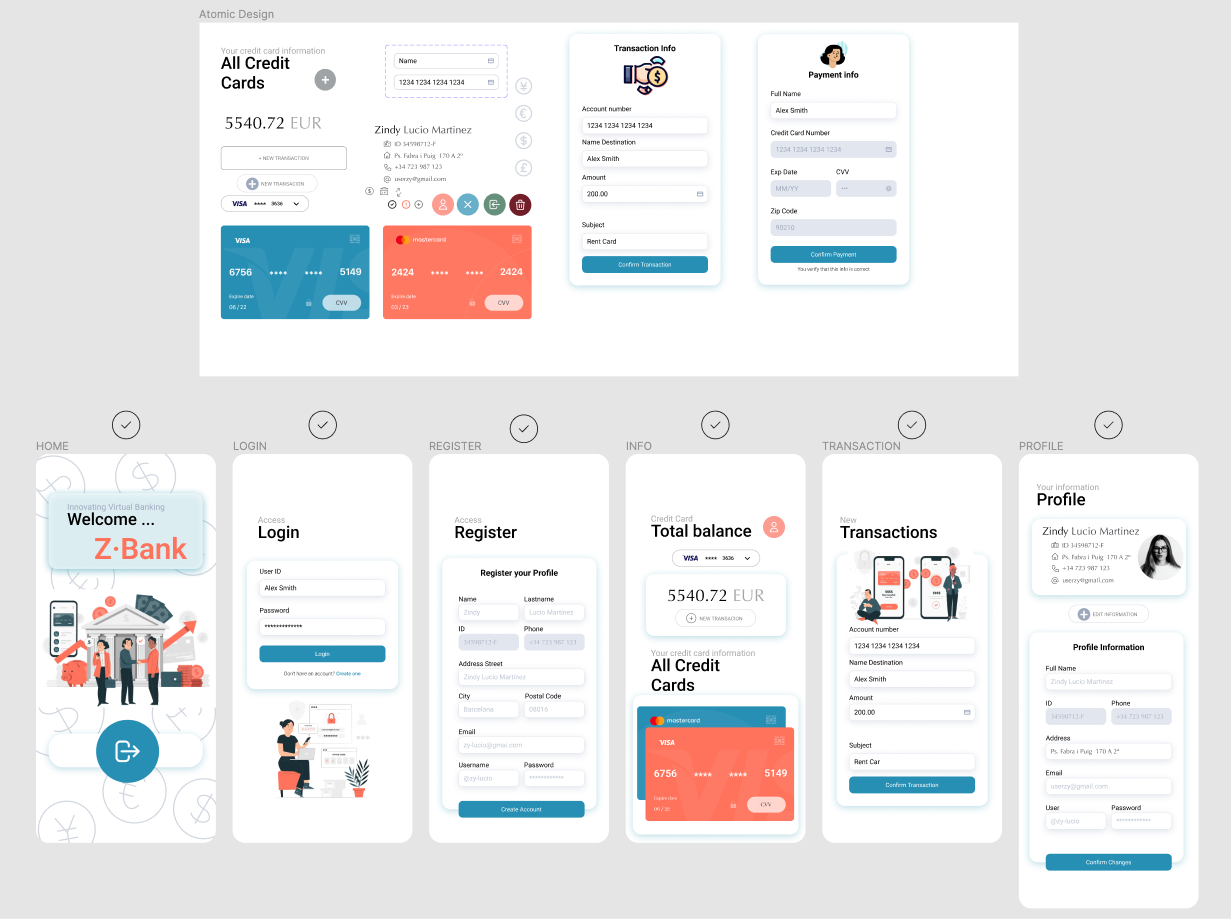 Atomic Design
Your credit card information
All Credit
Cards
5540.72 EUR
+ NEW TRANSACTION
NEW TRANSACION
VISA **** 3636
Name
1234 1234 1234 1234
Zindy Lucio Martinez
ID 34598712-F
Ps. Fabra i Puig 170 A 2º
+34 723 987 123
userzy@gmail.com
VISA
6756 **** **** 5149
Expire date
06 / 22
CVV
mastercard
2424 **** **** 2424
Expire date
03 / 23
CVV
Transaction Info
Account number
1234 1234 1234 1234
Name Destination
Alex Smith
Amount
200.00
Subject
Rent Card
Confirm Transaction
Payment info
Full Name
Alex Smith
Credit Card Number
1234 1234 1234 1234
Exp Date CVV
MM/YY ···
Zip Code
90210
Confirm Payment
You verify that this info is correct
HOME
Innovating Virtual Banking
Welcome ...
Z·Bank
LOGIN
Access
Login
User ID
Alex Smith
Password
*************
Login
Don't have an account? Create one
REGISTER
Access
Register
Register your Profile
Name Lastname
Zindy Lucio Martinez
ID Phone
34598712-F +34 723 987 123
Address Street
Zindy Lucio Martinez
City Postal Code
Barcelona 08016
Email
zy-lucio@gmai.com
Username Password
@zy-lucio ************
Create Account
INFO
Credit Card
Total balance
VISA **** 3636
5540.72 EUR
NEW TRANSACION
Your credit card information
All Credit
Cards
mastercard
VISA
6756 **** **** 5149
Expire date
CVV
TRANSACTION
New
Transactions
Account number
1234 1234 1234 1234
Name Destination
Alex Smith
Amount
200.00
Subject
Rent Car
Confirm Transaction
PROFILE
Your information
Profile
Zindy Lucio Martinez
ID 34598712-F
Ps. Fabra i Puig 170 A 2º
+34 723 987 123
userzy@gmail.com
EDIT INFORMATION
Profile Information
Full Name
Zindy Lucio Martinez
ID Phone
34598712-F +34 723 987 123
Address
Ps. Fabra i Puig 170 A 2º
Email
userzy@gmail.com
User Password
@zy-lucio ************
Confirm Changes